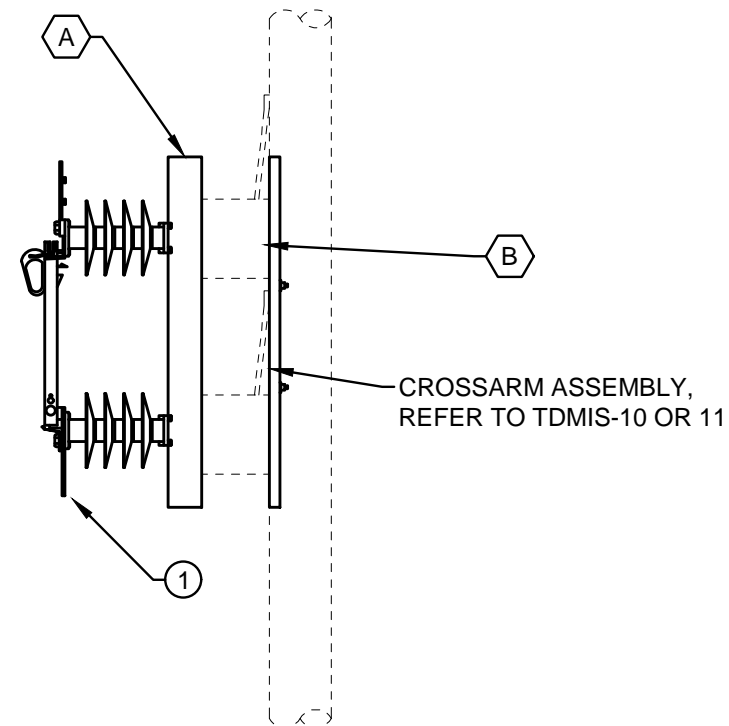 A
B
CROSSARM ASSEMBLY,
REFER TO TDMIS-10 OR 11
1